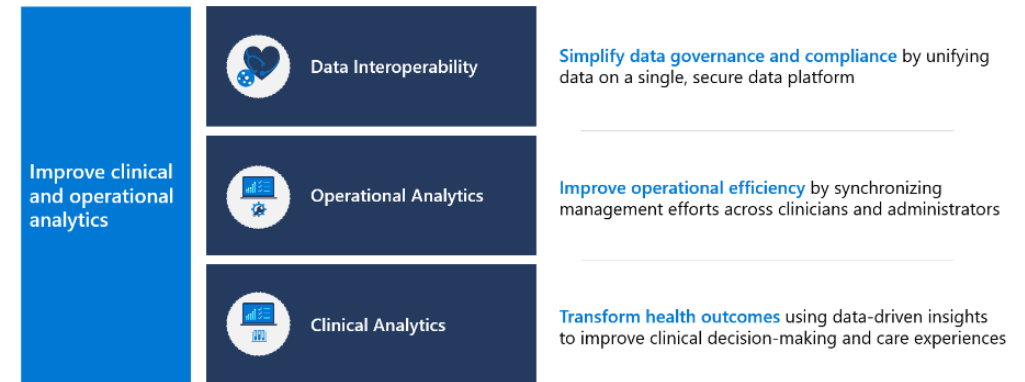 Improve clinical
and operational
analytics
Data Interoperability
Simplify data governance and compliance by unifying
data on a single, secure data platform
Operational Analytics
Improve operational efficiency by synchronizing
management efforts across clinicians and administrators
Clinical Analytics
Transform health outcomes using data-driven insights
to improve clinical decision-making and care experiences